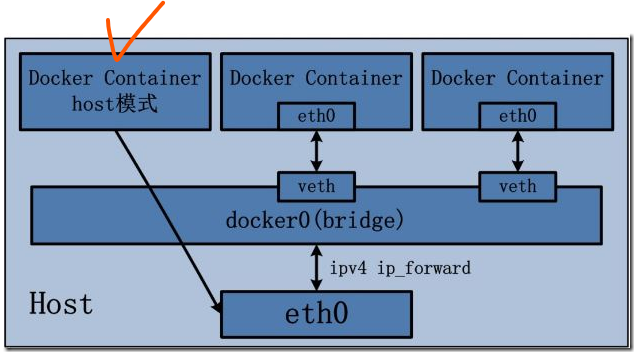 Docker Container
host模式
Docker Container
eth0
Docker Container
eth0
veth
veth
docker0(bridge)
ipv4 ip_forward
Host
eth0